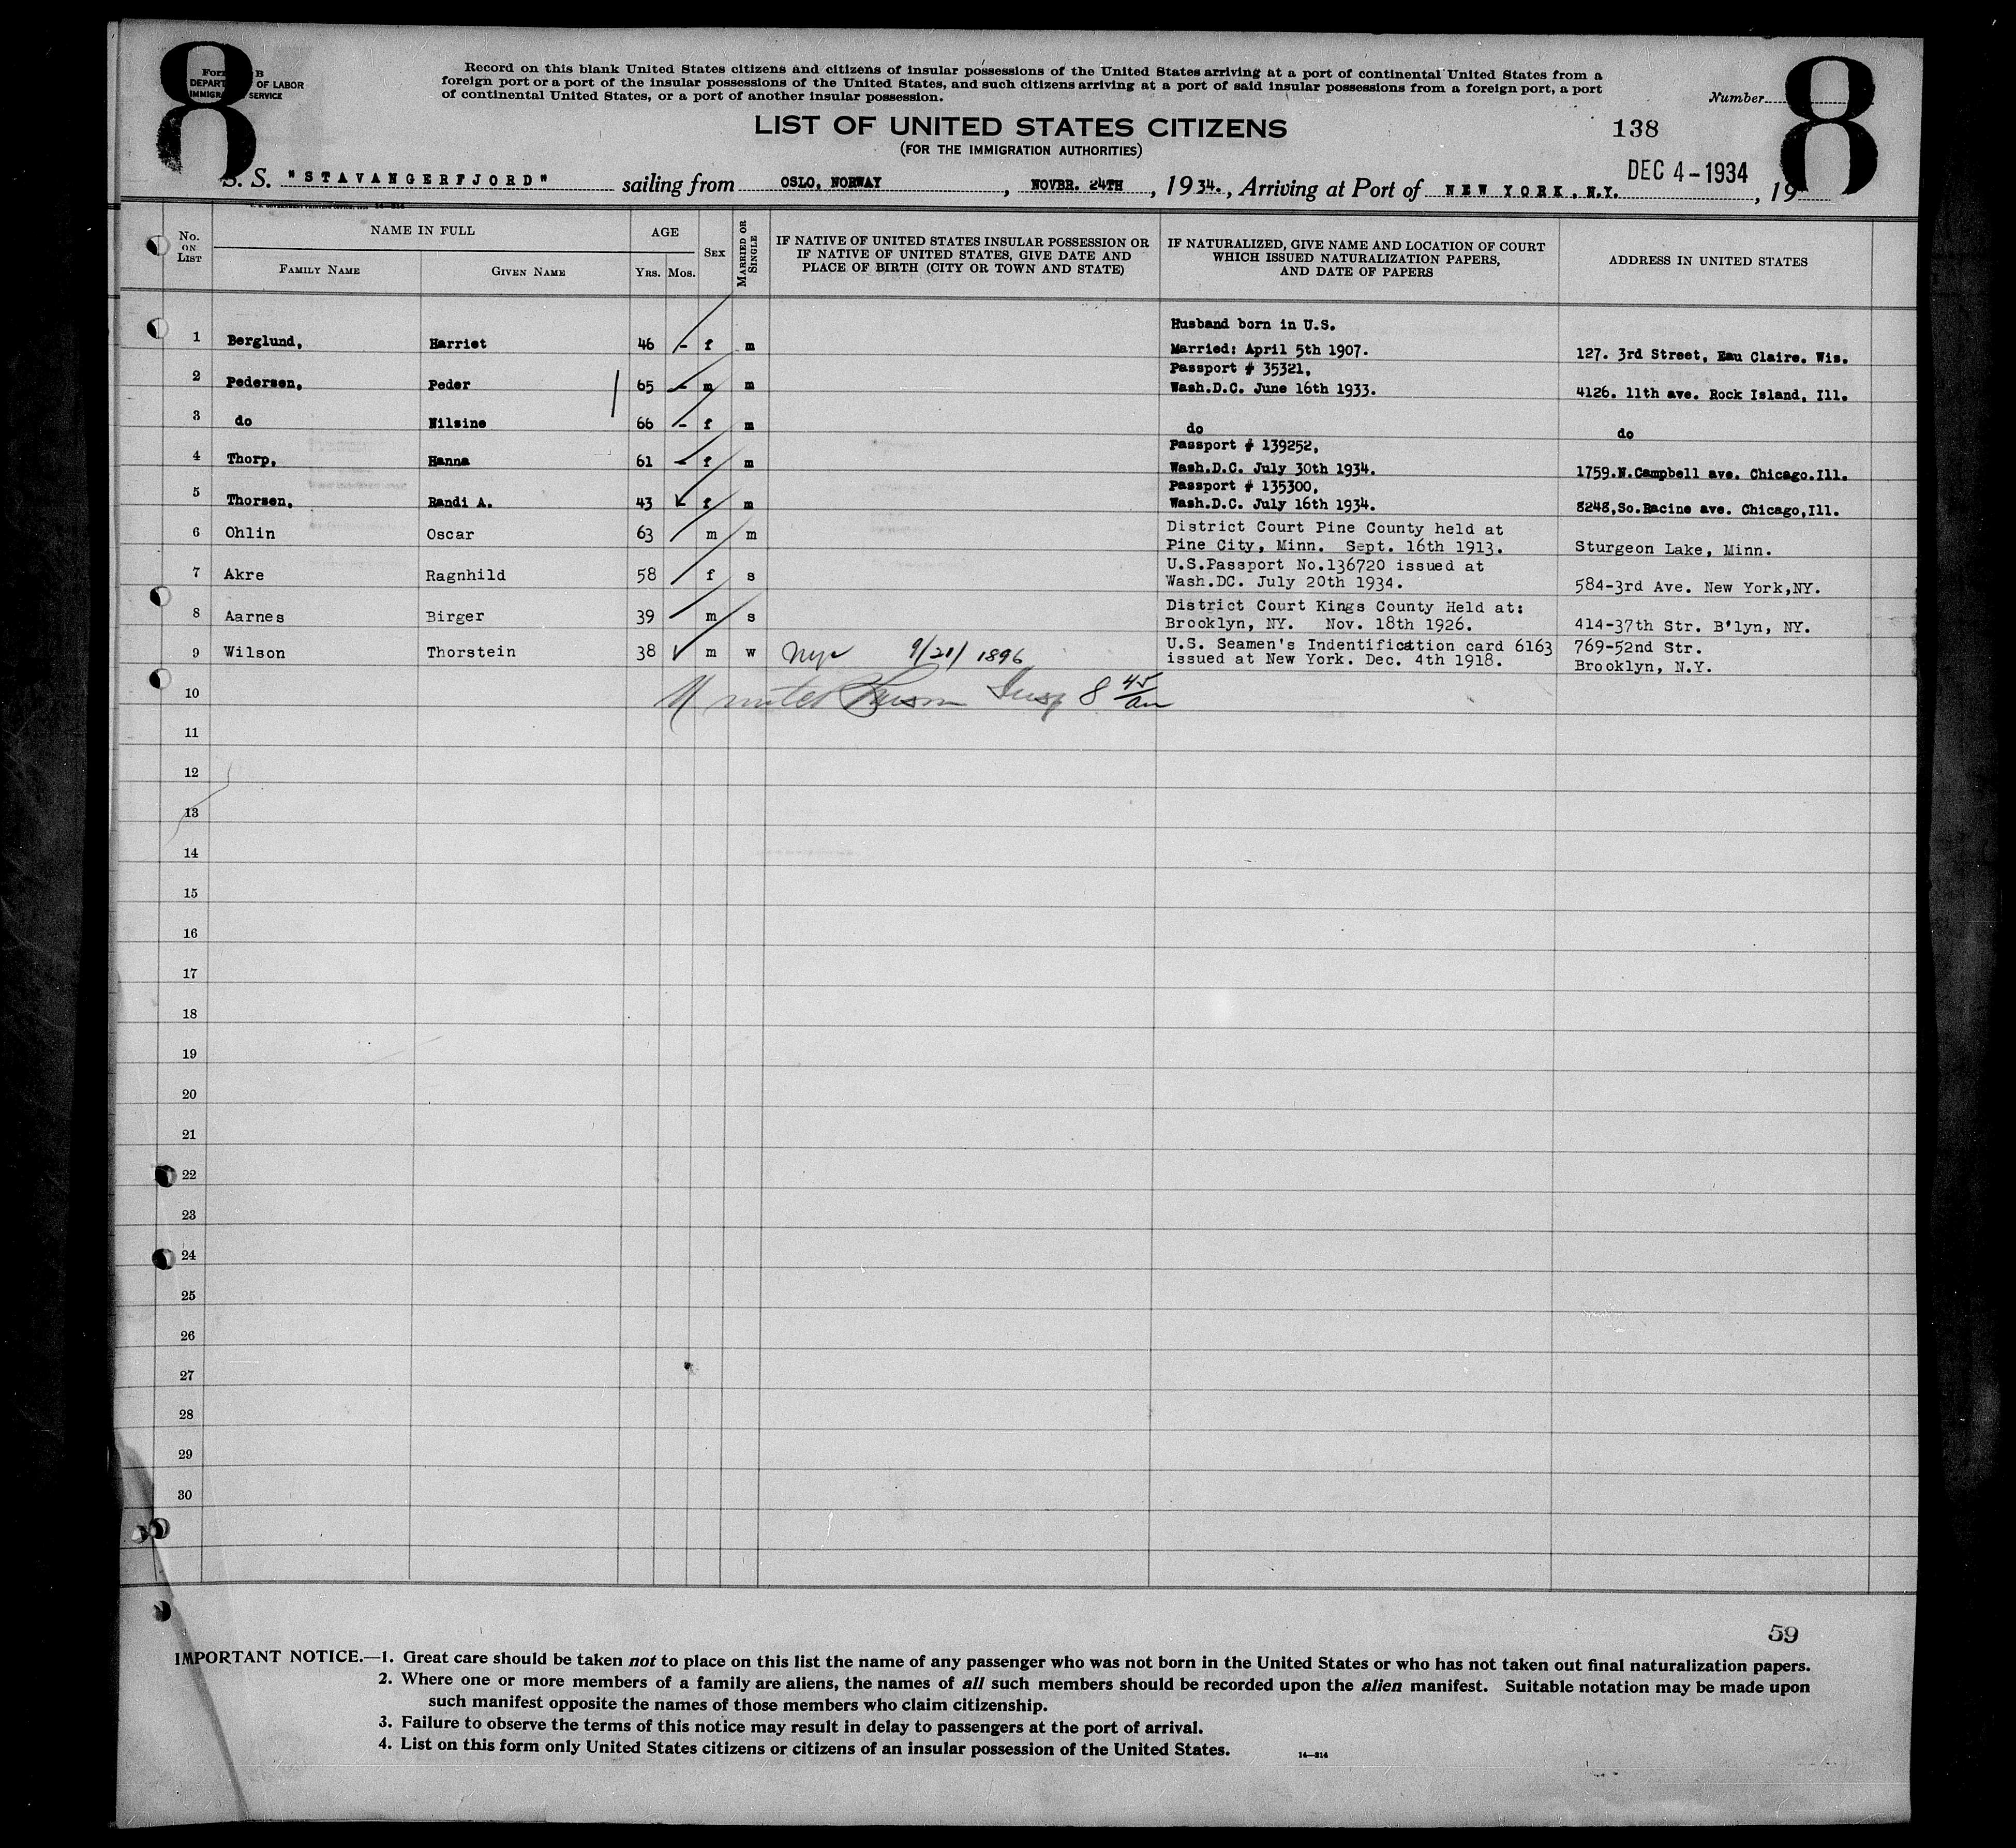 8
8
Form B
DEPART OF LABOR
IMMIGRA SERVICE
Record on this blank United States citizens and citizens of insular possessions of the United States arriving at a port of continental United States from a
foreign port or a port of the insular possessions of the United States, and such citizens arriving at a port of said insular possessions from a foreign port, a port
of continental United States, or a port of another insular possession.
Number
LIST OF UNITED STATES CITIZENS
138
(FOR THE IMMIGRATION AUTHORITIES)
S. S. "STAVANGERFJORD" sailing from OSLO, NORWAY, NOVBR. 24TH, 1934., Arriving at Port of NEW YORK, N.Y. DEC 4-1934, 19
No. ON LIST
NAME IN FULL
FAMILY NAME GIVEN NAME
AGE
YRS. MOS.
SEX
MARRIED OR SINGLE
IF NATIVE OF UNITED STATES INSULAR POSSESSION OR
IF NATIVE OF UNITED STATES, GIVE DATE AND
PLACE OF BIRTH (CITY OR TOWN AND STATE)
IF NATURALIZED, GIVE NAME AND LOCATION OF COURT
WHICH ISSUED NATURALIZATION PAPERS,
AND DATE OF PAPERS
ADDRESS IN UNITED STATES
Husband born in U.S.
1 Berglund, Harriet 46 - f m Married: April 5th 1907. 127. 3rd Street, Eau Claire. Wis.
Passport # 35321,
2 Pedersen, Peder 65 - m m Wash.D.C. June 16th 1933. 4126. 11th ave. Rock Island, Ill.
3 do Nilsine 66 - f m do do
Passport # 139252,
4 Thorp, Hanna 61 - f m Wash.D.C. July 30th 1934. 1759.N.Campbell ave. Chicago.Ill.
Passport # 135300,
5 Thorsen, Randi A. 43 f m Wash.D.C. July 16th 1934. 8248,So.Racine ave. Chicago,Ill.
District Court Pine County held at
6 Ohlin Oscar 63 m m Pine City, Minn. Sept. 16th 1913. Sturgeon Lake, Minn.
U.S.Passport No.136720 issued at
7 Akre Ragnhild 58 f s Wash.DC. July 20th 1934. 584-3rd Ave. New York,NY.
District Court Kings County Held at:
8 Aarnes Birger 39 m s Brooklyn, NY. Nov. 18th 1926. 414-37th Str. B'lyn, NY.
9 Wilson Thorstein 38 m w nyc 9/21/1896 U.S. Seamen's Indentification card 6163 769-52nd Str.
issued at New York. Dec. 4th 1918. Brooklyn, N.Y.
10 Insp 8 45/am
11
12
13
14
15
16
17
18
19
20
21
22
23
24
25
26
27
28
29
30
59
IMPORTANT NOTICE.—1. Great care should be taken not to place on this list the name of any passenger who was not born in the United States or who has not taken out final naturalization papers.
2. Where one or more members of a family are aliens, the names of all such members should be recorded upon the alien manifest. Suitable notation may be made upon
such manifest opposite the names of those members who claim citizenship.
3. Failure to observe the terms of this notice may result in delay to passengers at the port of arrival.
4. List on this form only United States citizens or citizens of an insular possession of the United States.
14—814